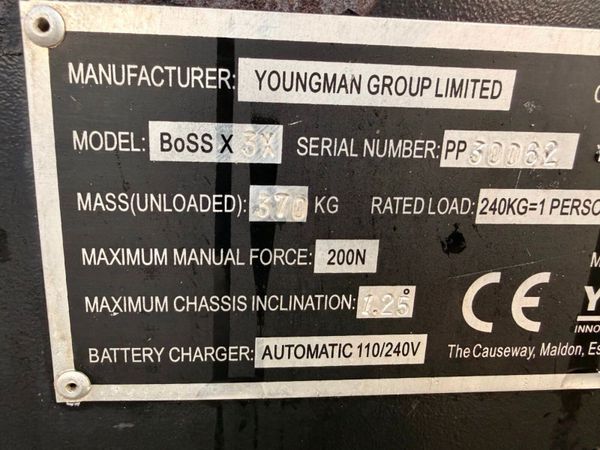 MANUFACTURER: YOUNGMAN GROUP LIMITED
MODEL: BoSS X 3X SERIAL NUMBER: PP 30062
MASS(UNLOADED): 370 KG RATED LOAD: 240KG=1 PERSO
MAXIMUM MANUAL FORCE: 200N
MAXIMUM CHASSIS INCLINATION: 1.25°
CE
INNO
BATTERY CHARGER: AUTOMATIC 110/240V The Causeway, Maldon, Es